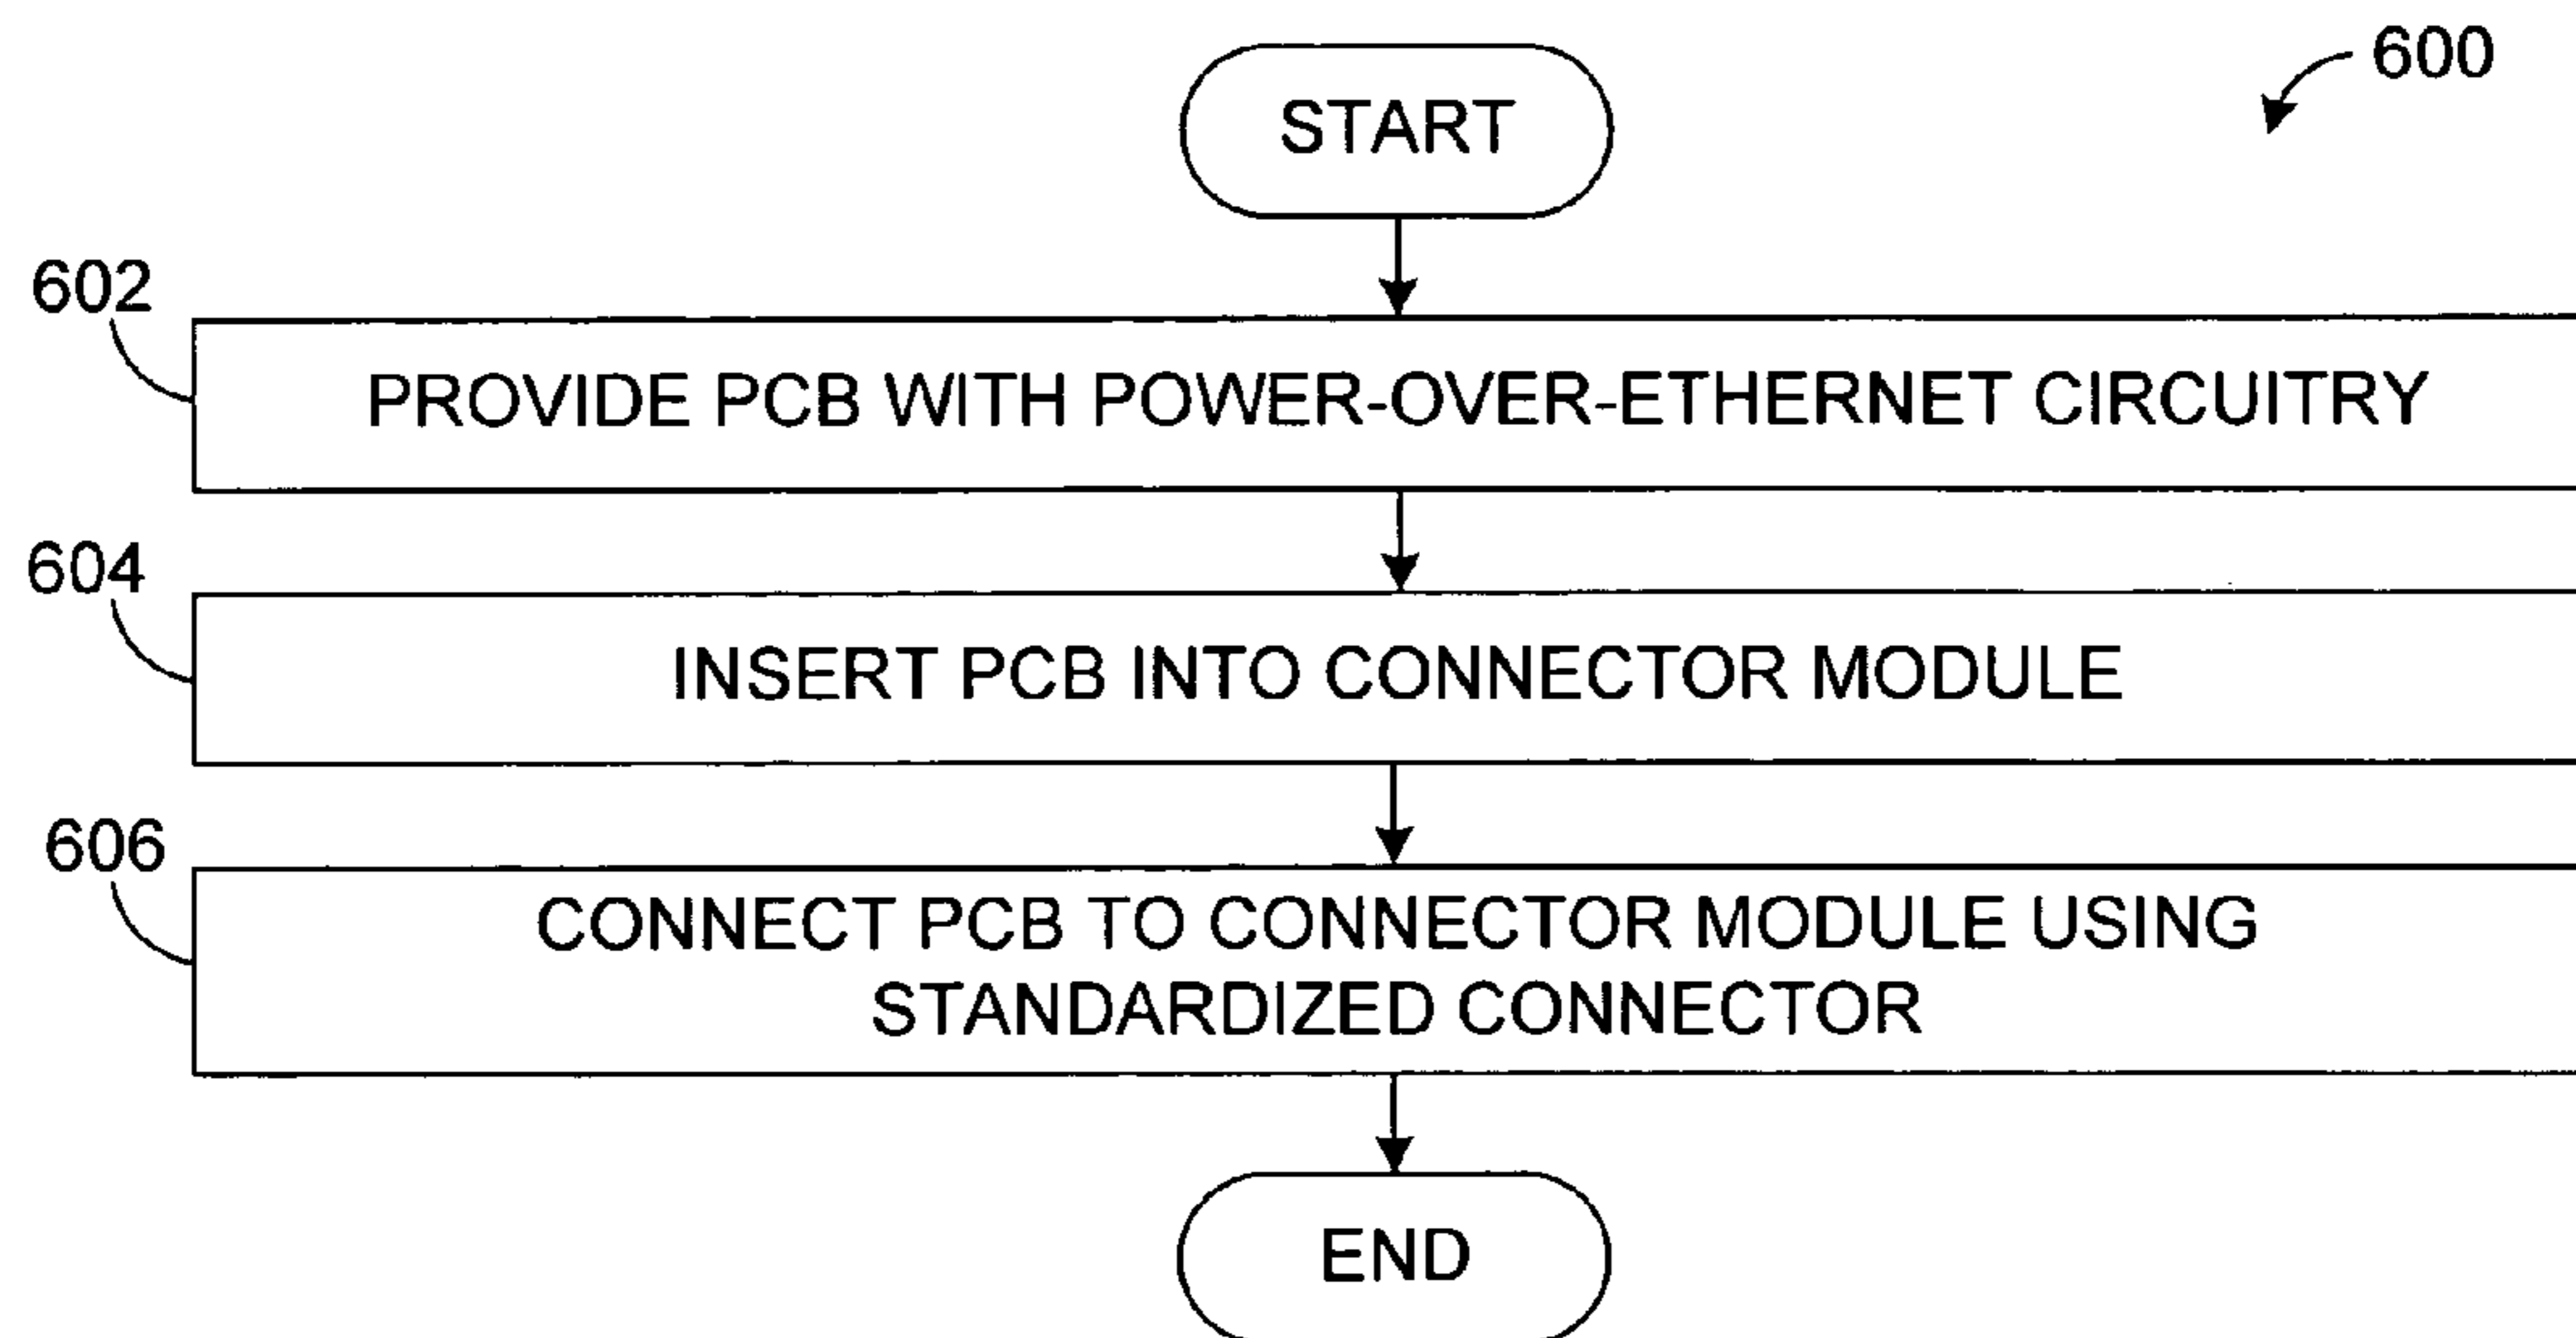 600
START
602
PROVIDE PCB WITH POWER-OVER-ETHERNET CIRCUITRY
604
INSERT PCB INTO CONNECTOR MODULE
606
CONNECT PCB TO CONNECTOR MODULE USING
STANDARDIZED CONNECTOR
END